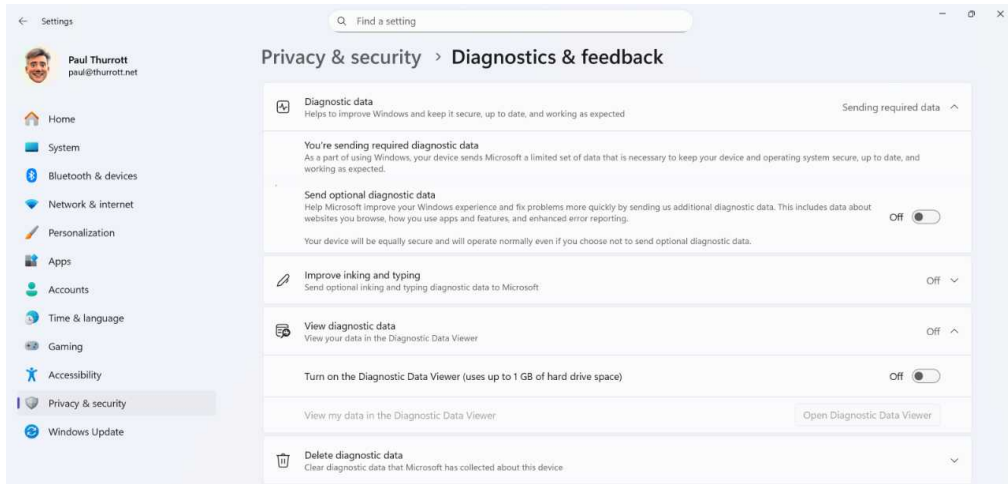 Settings
Find a setting
Paul Thurrott
paul@thurrott.net
Home
System
Bluetooth & devices
Network & internet
Personalization
Apps
Accounts
Time & language
Gaming
Accessibility
Privacy & security
Windows Update
Privacy & security > Diagnostics & feedback
Diagnostic data
Helps to improve Windows and keep it secure, up to date, and working as expected
Sending required data
You're sending required diagnostic data
As a part of using Windows, your device sends Microsoft a limited set of data that is necessary to keep your device and operating system secure, up to date, and
working as expected.
Send optional diagnostic data
Help Microsoft improve your Windows experience and fix problems more quickly by sending us additional diagnostic data. This includes data about
websites you browse, how you use apps and features, and enhanced error reporting.
Off
Your device will be equally secure and will operate normally even if you choose not to send optional diagnostic data.
Improve inking and typing
Send optional inking and typing diagnostic data to Microsoft
Off
View diagnostic data
View your data in the Diagnostic Data Viewer
Off
Turn on the Diagnostic Data Viewer (uses up to 1 GB of hard drive space)
Off
View my data in the Diagnostic Data Viewer
Open Diagnostic Data Viewer
Delete diagnostic data
Clear diagnostic data that Microsoft has collected about this device